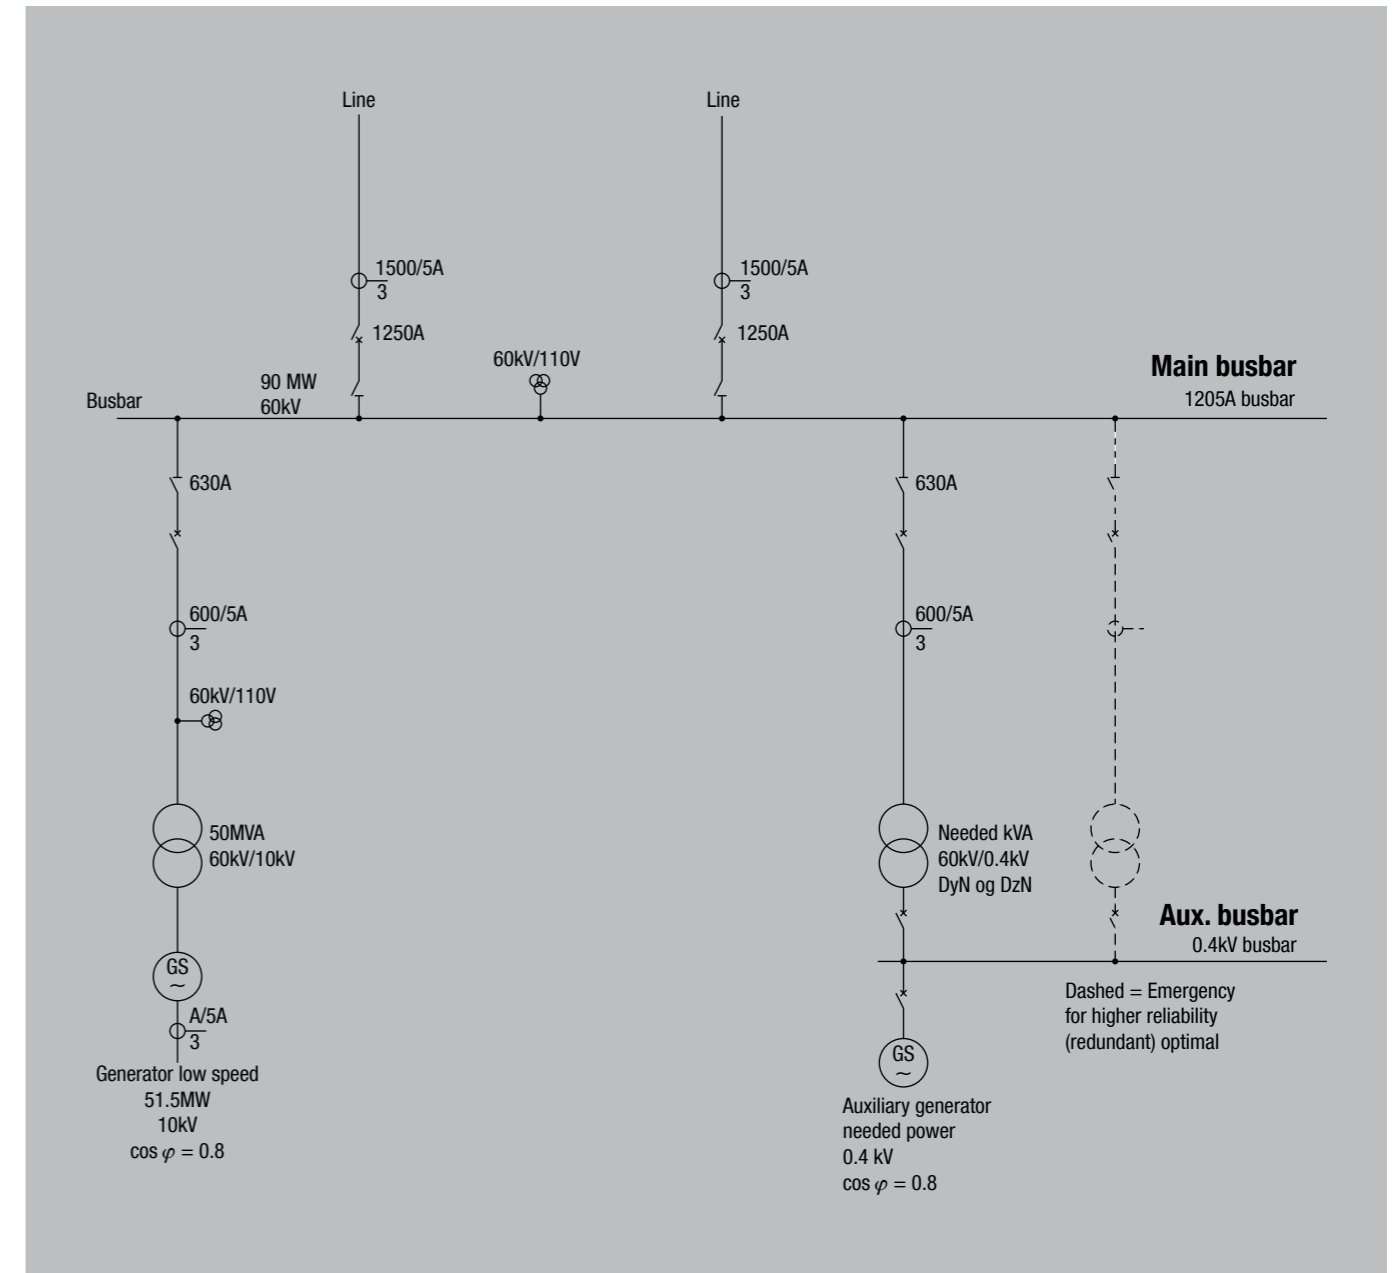 Line
Line
1500/5A
3
1500/5A
3
1250A
1250A
60kV/110V
90 MW
60kV
Busbar
Main busbar
1205A busbar
630A
630A
600/5A
3
600/5A
3
60kV/110V
50MVA
60kV/10kV
Needed kVA
60kV/0.4kV
DyN og DzN
Aux. busbar
0.4kV busbar
GS
~
A/5A
3
Generator low speed
51.5MW
10kV
cos φ = 0.8
Dashed = Emergency
for higher reliability
(redundant) optimal
GS
~
Auxiliary generator
needed power
0.4 kV
cos φ = 0.8